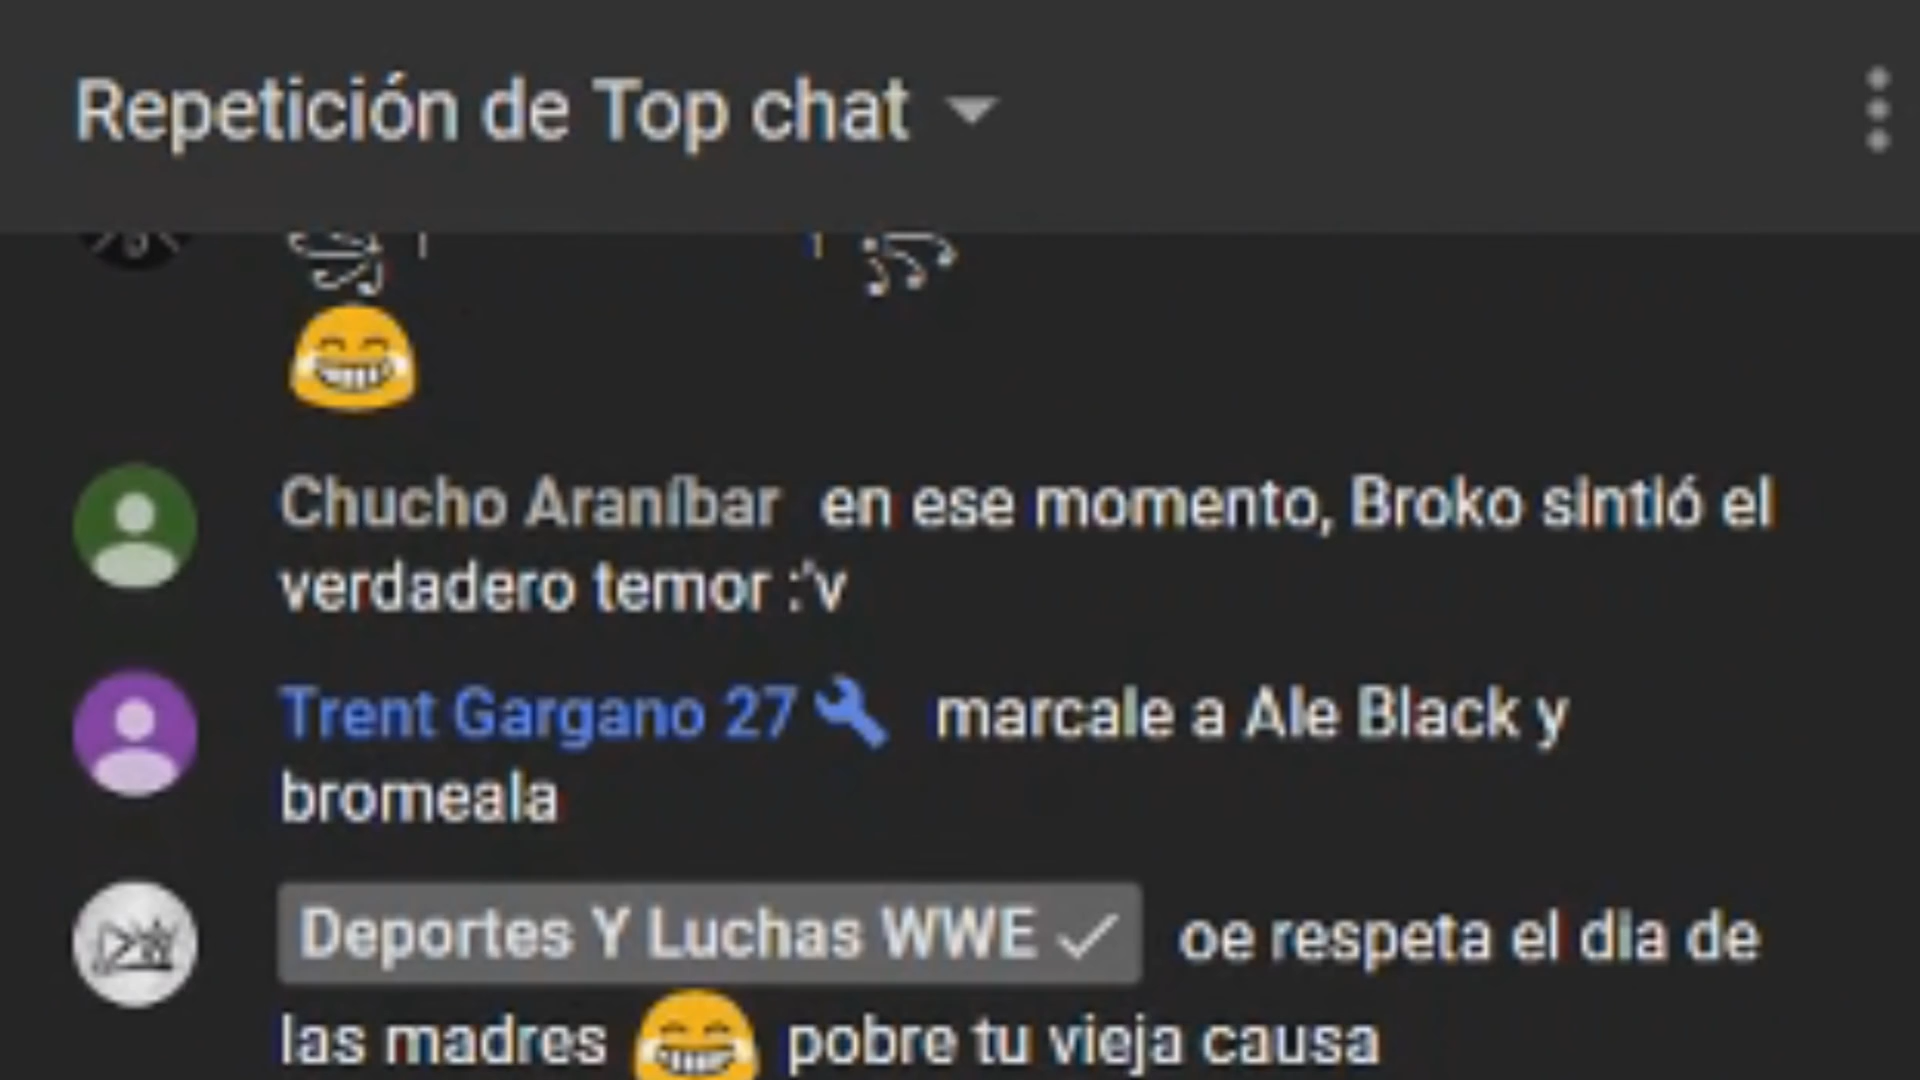 Repetición de Top chat
😂
Chucho Araníbar en ese momento, Broko sintió el
verdadero temor :'v
Trent Gargano 27 marcale a Ale Black y
bromeala
Deportes Y Luchas WWE ✓ oe respeta el dia de
las madres 😂 pobre tu vieja causa